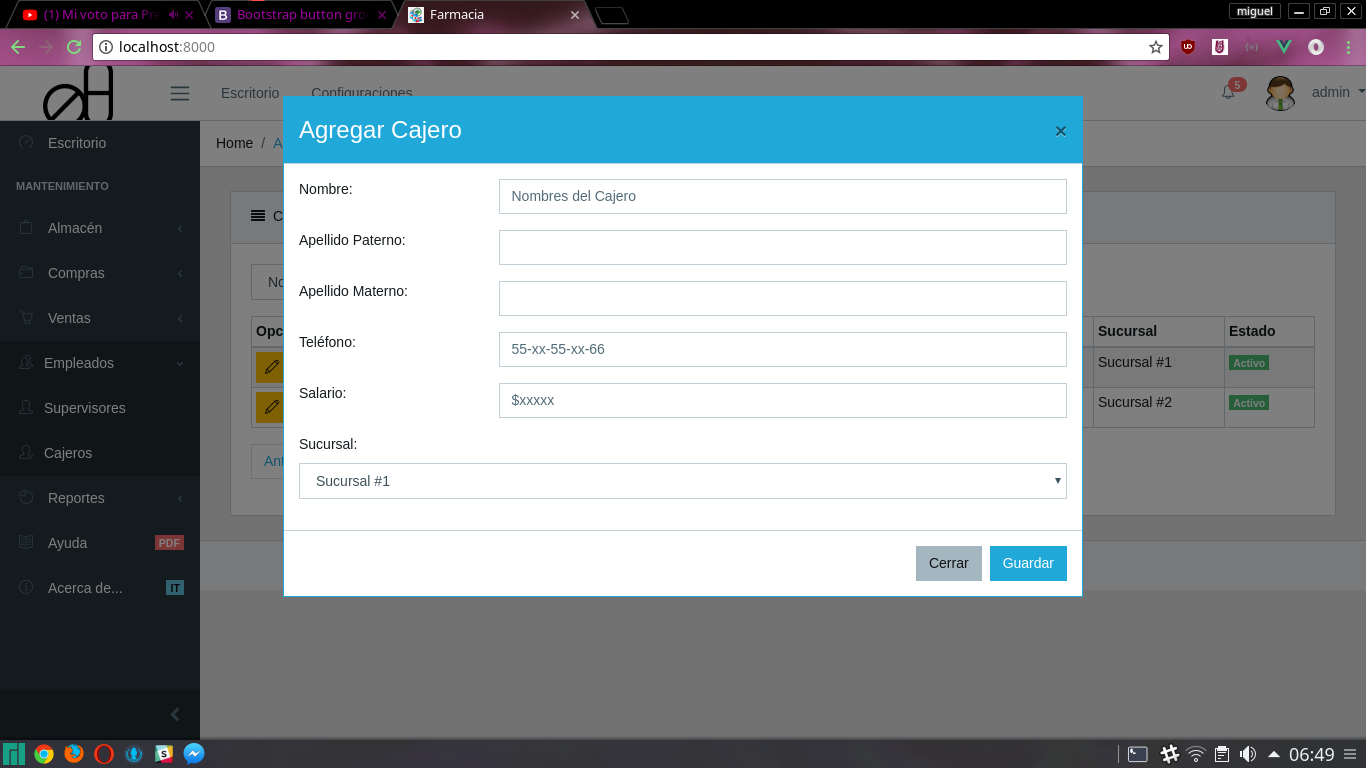 (1) Mi voto para Pr
Bootstrap button gro
Farmacia
miguel
localhost:8000
Escritorio
Configuraciones
5
admin
Escritorio
MANTENIMIENTO
Almacén
Compras
Ventas
Empleados
Supervisores
Cajeros
Reportes
Ayuda PDF
Acerca de... IT
Home /
Agregar Cajero
×
Nombre: Nombres del Cajero
Apellido Paterno:
Apellido Materno:
Teléfono: 55-xx-55-xx-66
Salario: $xxxxx
Sucursal:
Sucursal #1
Cerrar Guardar
Opc
Sucursal Estado
Sucursal #1 Activo
Sucursal #2 Activo
Ant
06:49